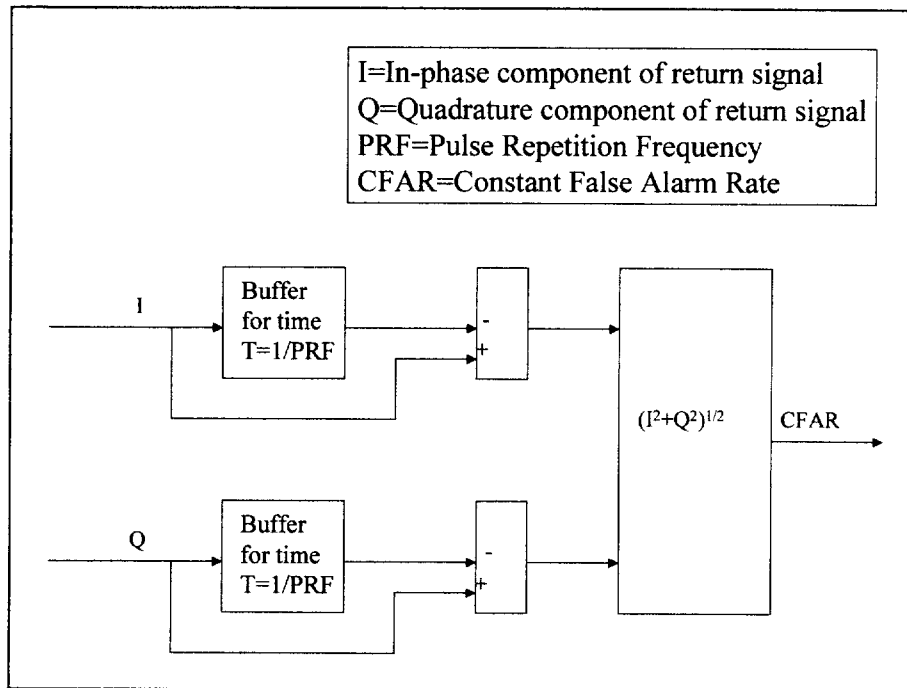 I=In-phase component of return signal
Q=Quadrature component of return signal
PRF=Pulse Repetition Frequency
CFAR=Constant False Alarm Rate
I
Buffer
for time
T=1/PRF
-
+
(I²+Q²)¹/²
CFAR
Q
Buffer
for time
T=1/PRF
-
+